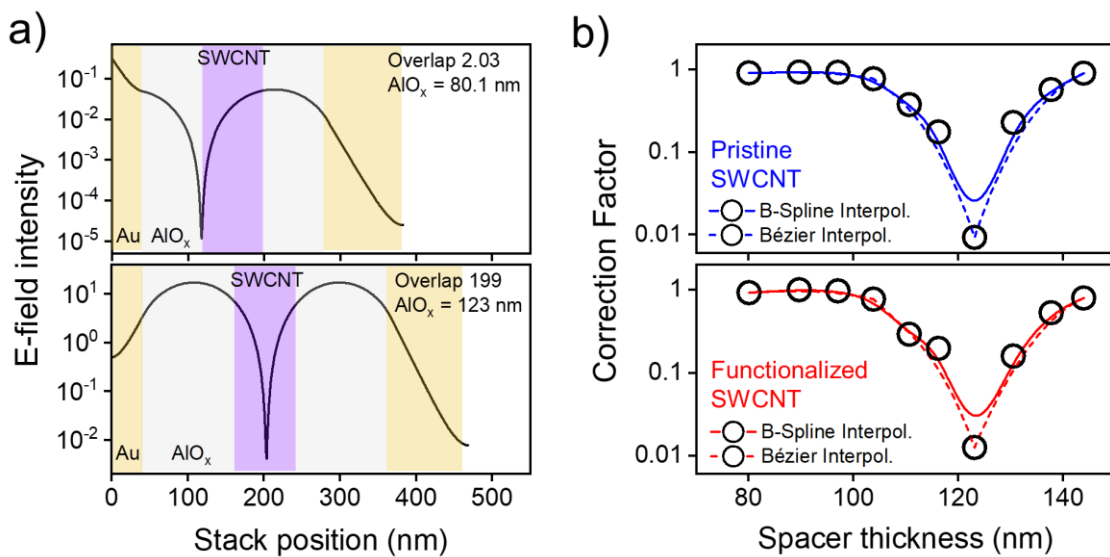 a)
E-field intensity
10⁻¹
10⁻²
10⁻³
10⁻⁴
10⁻⁵
SWCNT
Overlap 2.03
AlOₓ = 80.1 nm
Au
AlOₓ
10¹
10⁰
10⁻¹
10⁻²
SWCNT
Overlap 199
AlOₓ = 123 nm
Au
AlOₓ
0 100 200 300 400 500
Stack position (nm)
b)
Correction Factor
1
0.1
0.01
Pristine
SWCNT
B-Spline Interpol.
Bézier Interpol.
1
0.1
0.01
Functionalized
SWCNT
B-Spline Interpol.
Bézier Interpol.
80 100 120 140
Spacer thickness (nm)